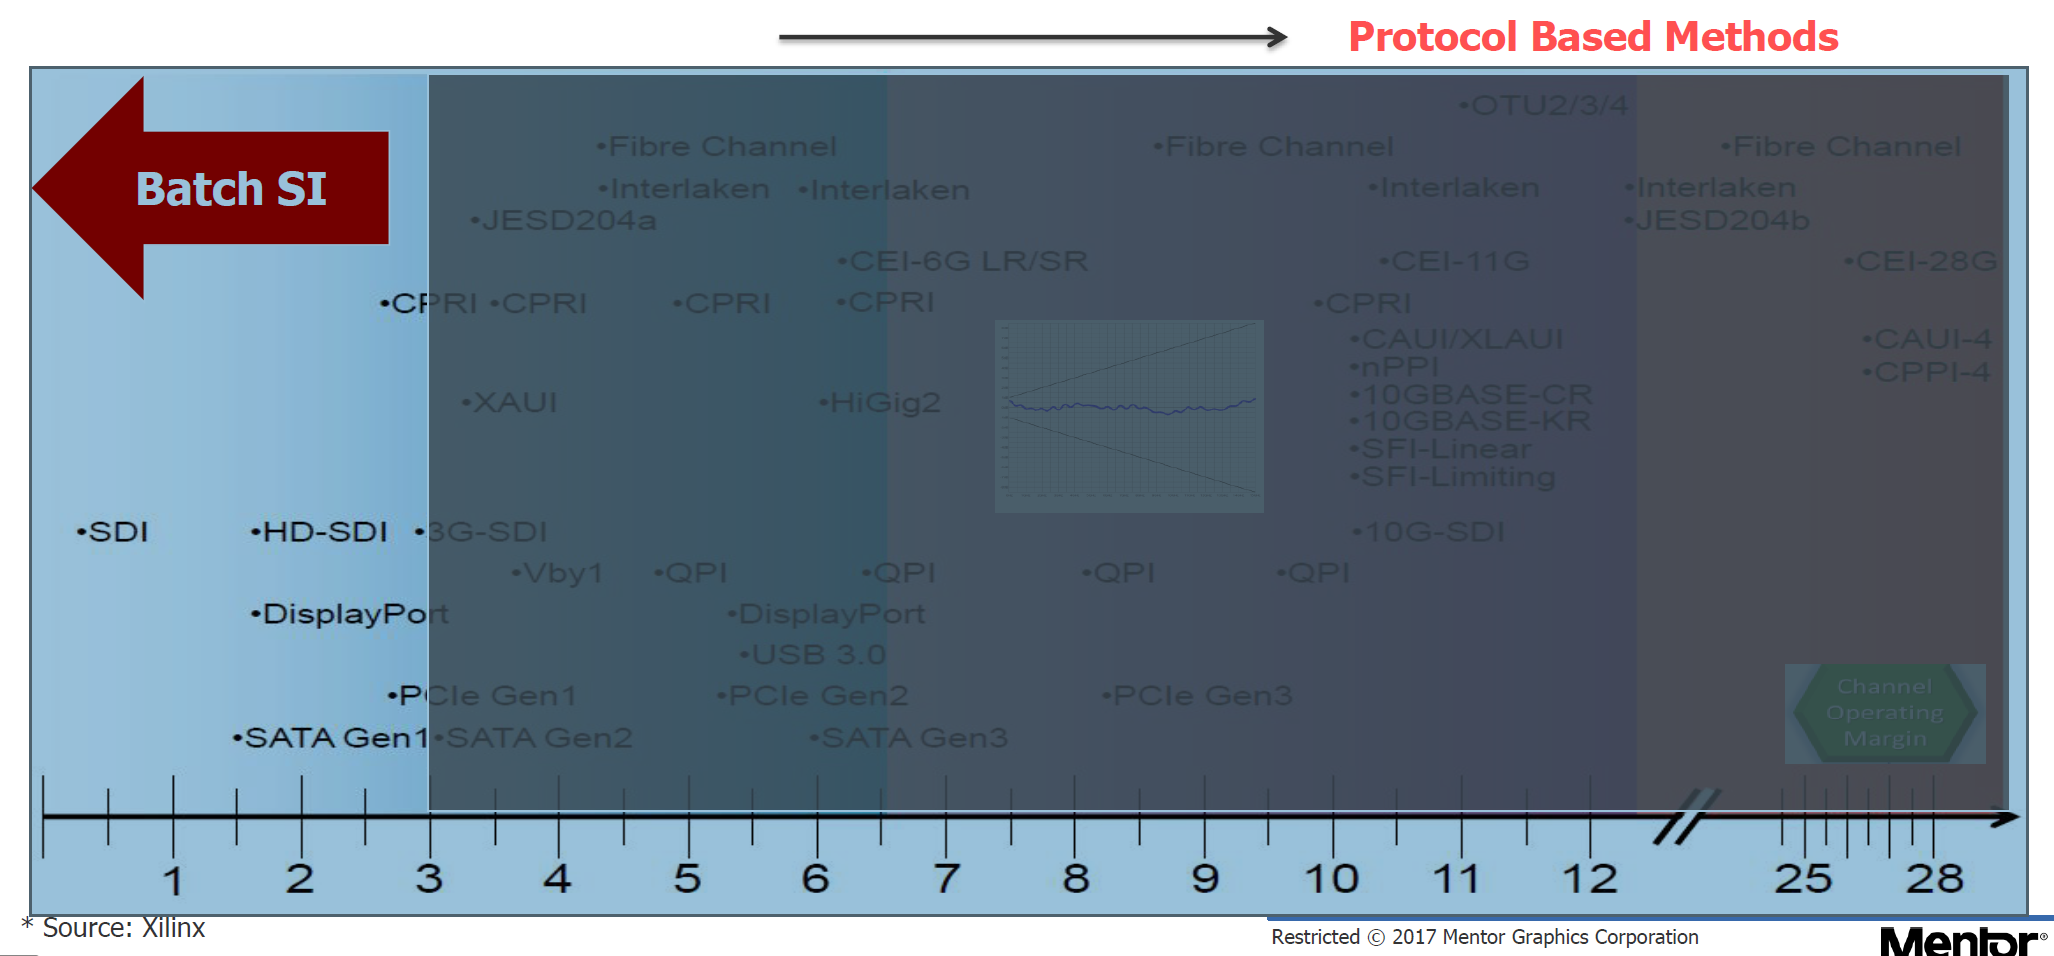 Protocol Based Methods
•OTU2/3/4
•Fibre Channel •Fibre Channel •Fibre Channel
Batch SI
•Interlaken •Interlaken •Interlaken •Interlaken
•JESD204a •JESD204b
•CEI-6G LR/SR •CEI-11G •CEI-28G
•CPRI •CPRI •CPRI •CPRI •CPRI
•CAUI/XLAUI •CAUI-4
•nPPI •CPPI-4
•10GBASE-CR
•XAUI •HiGig2
•10GBASE-KR
•SFI-Linear
•SFI-Limiting
•SDI •HD-SDI •3G-SDI •10G-SDI
•Vby1 •QPI •QPI •QPI •QPI
•DisplayPort •DisplayPort
•USB 3.0
•PCIe Gen1 •PCIe Gen2 •PCIe Gen3
•SATA Gen1 •SATA Gen2 •SATA Gen3
Channel
Operating
Margin
1 2 3 4 5 6 7 8 9 10 11 12 25 28
* Source: Xilinx
Restricted © 2017 Mentor Graphics Corporation
Mentor®